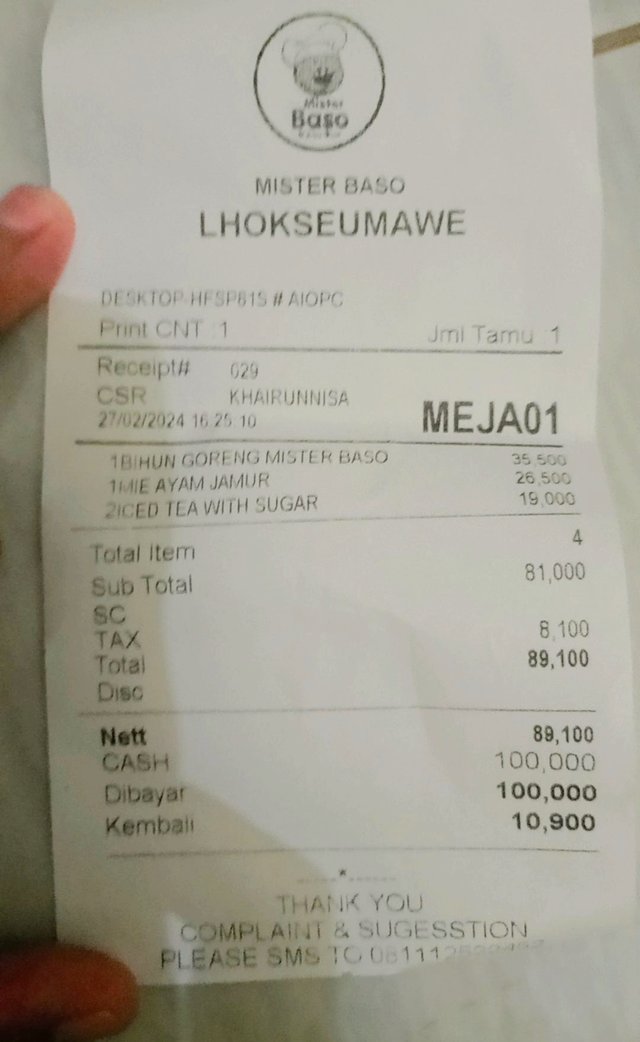 Mister
Baso
MISTER BASO
LHOKSEUMAWE
DESKTOP-HFSP61S # AIOPC
Print CNT :1 Jml Tamu 1
Receipt# 029
CSR KHAIRUNNISA
27/02/2024 16:25:10 MEJA01
1BIHUN GORENG MISTER BASO 35,500
1MIE AYAM JAMUR 26,500
2ICED TEA WITH SUGAR 19,000
Total Item 4
Sub Total 81,000
SC
TAX 8,100
Total 89,100
Disc
Nett 89,100
CASH 100,000
Dibayar 100,000
Kembali 10,900
------*------
THANK YOU
COMPLAINT & SUGESSTION
PLEASE SMS TO